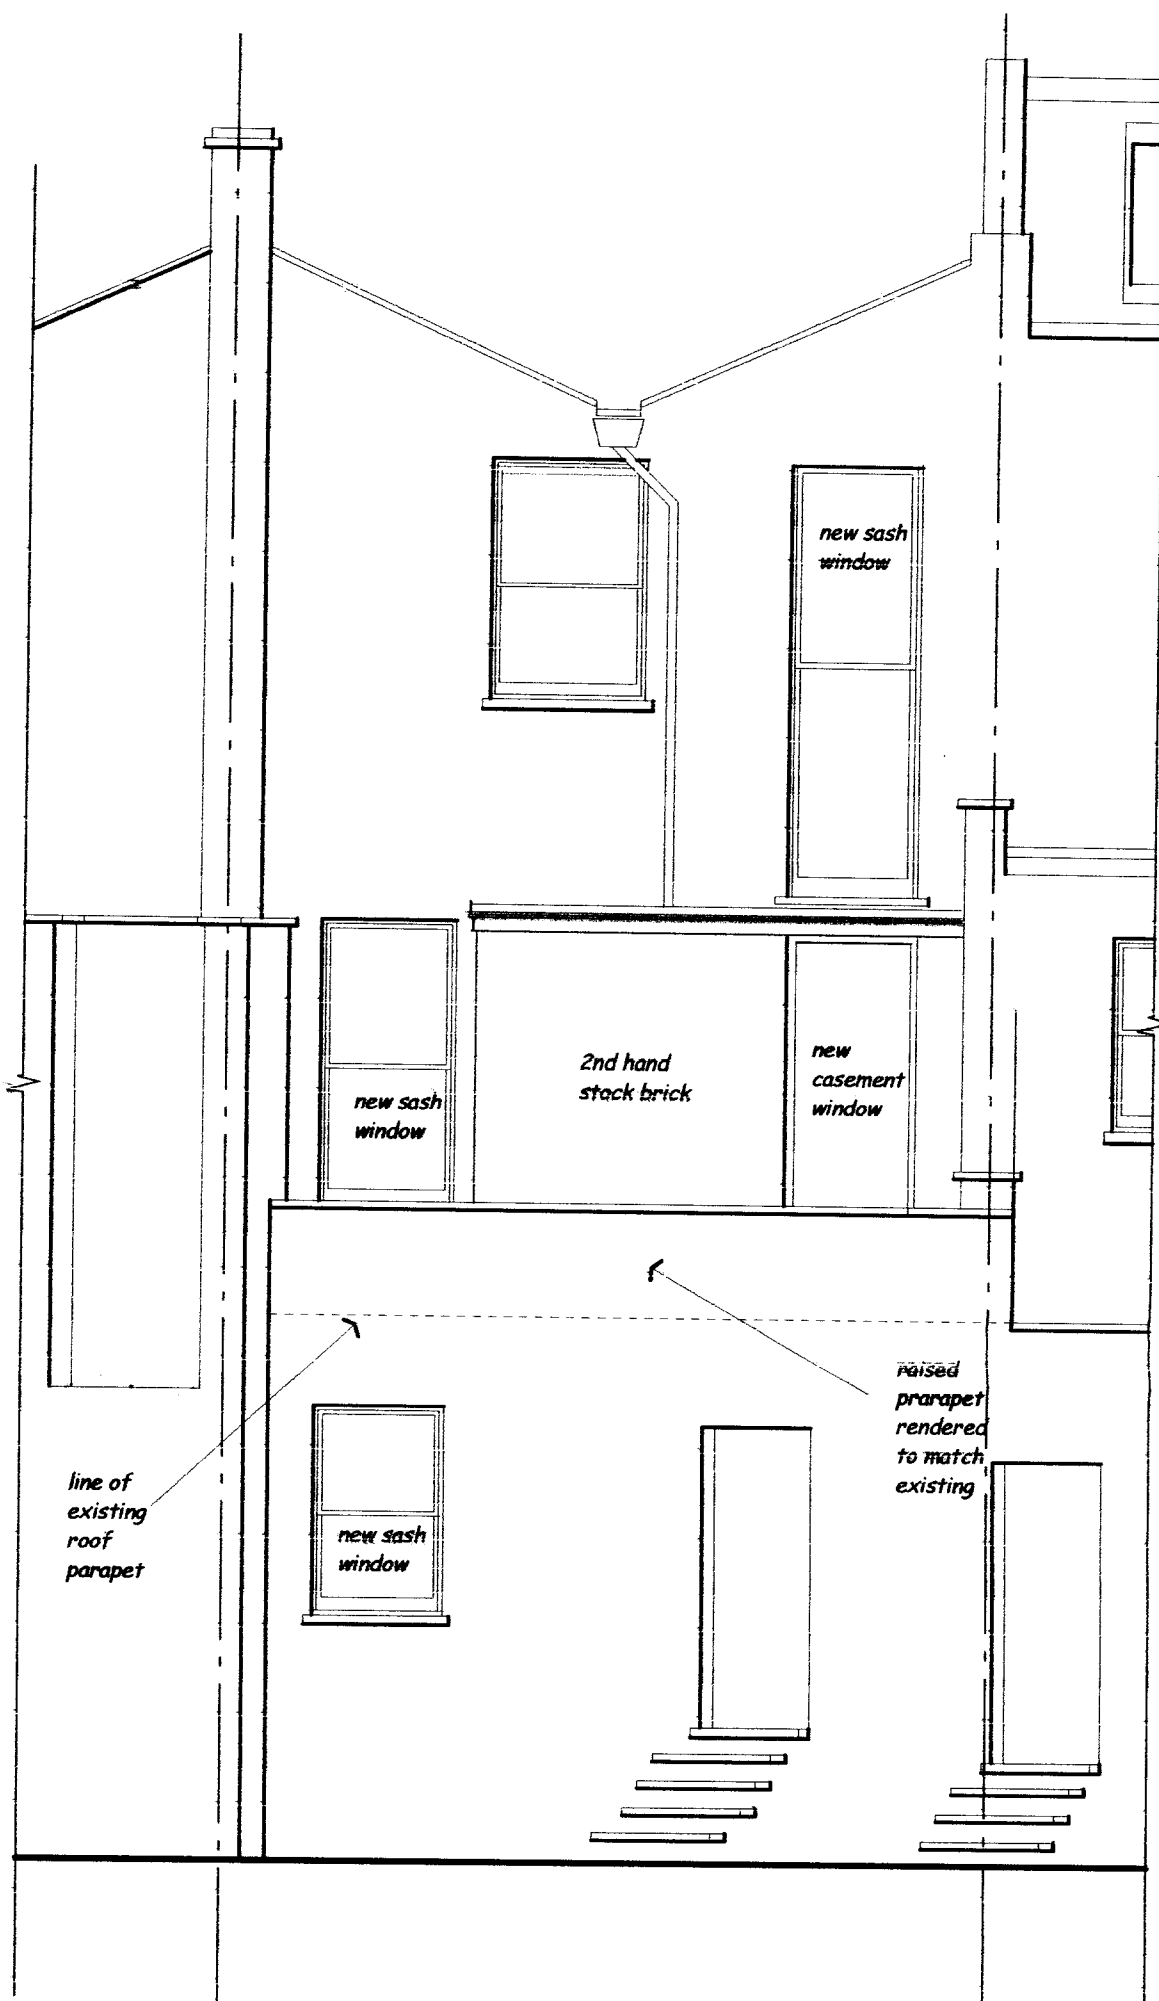 new sash
window
2nd hand
stock brick
new
casement
window
new sash
window
raised
prarapet
rendered
to match
existing
line of
existing
roof
parapet
new sash
window